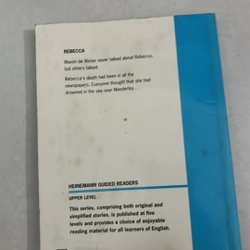 REBECCA
Maxim de Winter never talked about Rebecca,
but others talked.
Rebecca's death had been in all the
newspapers. Everyone thought that she had
drowned in the sea near Manderley...
HEINEMANN GUIDED READERS
UPPER LEVEL
This series, comprising both original and
simplified stories, is published at five
levels and provides a choice of enjoyable
reading material for all learners of English.